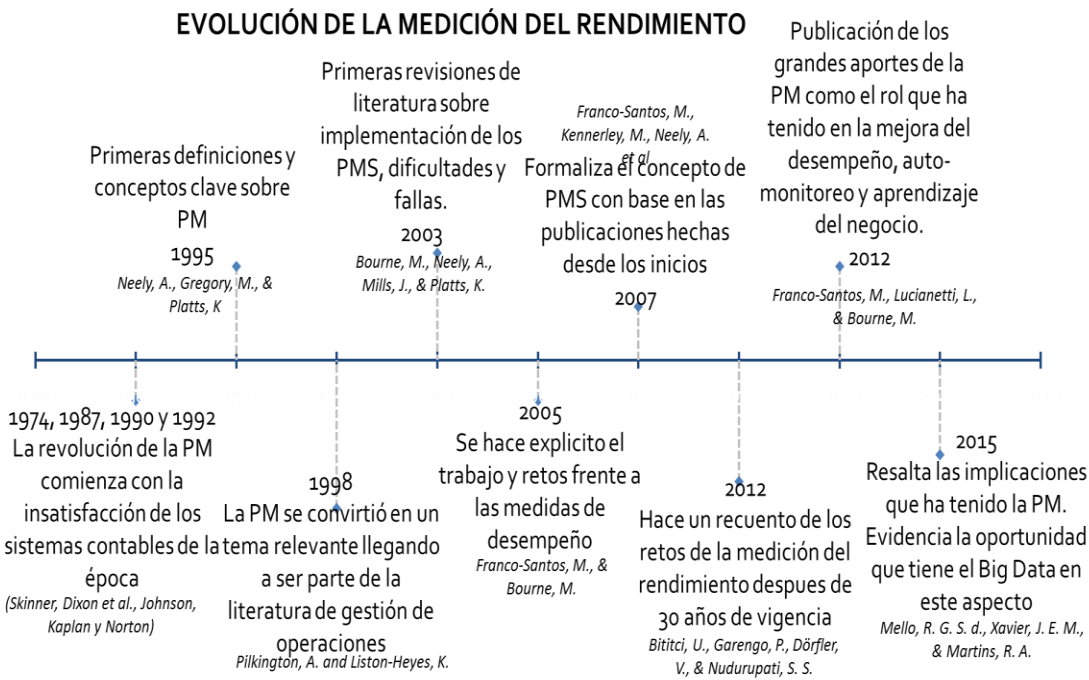 EVOLUCIÓN DE LA MEDICIÓN DEL RENDIMIENTO
Primeras definiciones y
conceptos clave sobre
PM
1995
Neely, A., Gregory, M., &
Platts, K
Primeras revisiones de
literatura sobre
implementación de los
PMS, dificultades y
fallas.
2003
Bourne, M., Neely, A.,
Mills, J., & Platts, K.
Franco-Santos, M.,
Kennerley, M., Neely, A.
et al
Formaliza el concepto de
PMS con base en las
publicaciones hechas
desde los inicios
2007
Publicación de los
grandes aportes de la
PM como el rol que ha
tenido en la mejora del
desempeño, auto-
monitoreo y aprendizaje
del negocio.
2012
Franco-Santos, M., Lucianetti, L.,
& Bourne, M.
1974, 1987, 1990 y 1992
La revolución de la PM
comienza con la
insatisfacción de los
sistemas contables de la
época
(Skinner, Dixon et al., Johnson,
Kaplan y Norton)
1998
La PM se convirtió en un
tema relevante llegando
a ser parte de la
literatura de gestión de
operaciones
Pilkington, A. and Liston-Heyes, K.
2005
Se hace explicito el
trabajo y retos frente a
las medidas de
desempeño
Franco-Santos, M., &
Bourne, M.
2012
Hace un recuento de los
retos de la medición del
rendimiento despues de
30 años de vigencia
Bititci, U., Garengo, P., Dörfler,
V., & Nudurupati, S. S.
2015
Resalta las implicaciones
que ha tenido la PM.
Evidencia la oportunidad
que tiene el Big Data en
este aspecto
Mello, R. G. S. d., Xavier, J. E. M.,
& Martins, R. A.